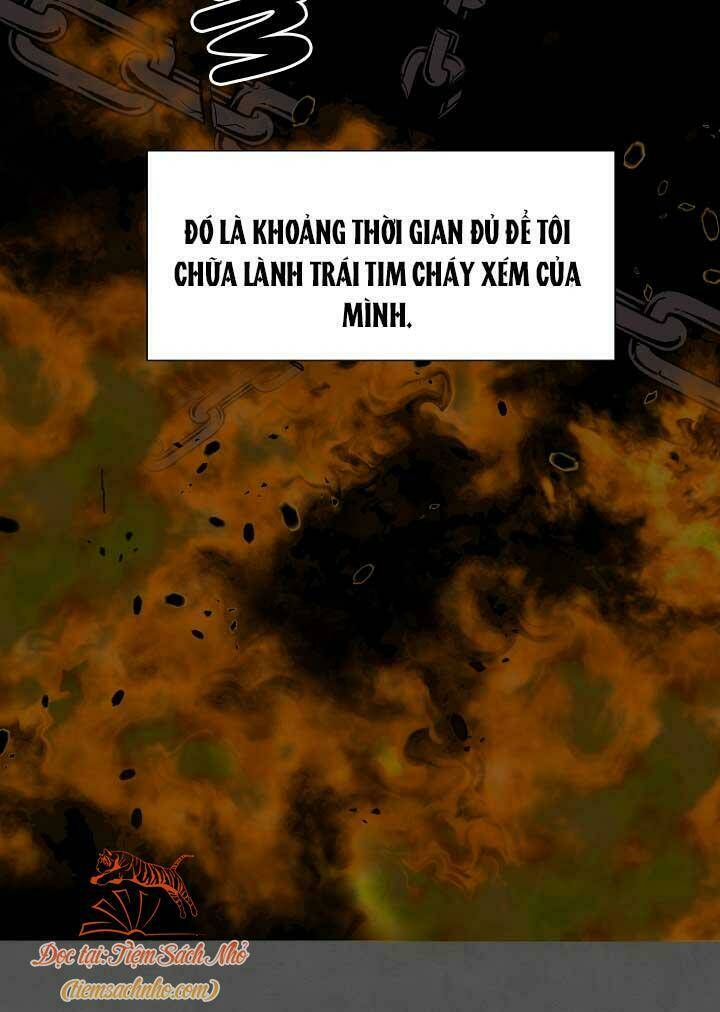 ĐÓ LÀ KHOẢNG THỜI GIAN ĐỦ ĐỂ TÔI
CHỮA LÀNH TRÁI TIM CHÁY XÉM CỦA
MÌNH.
Đọc tại: Tiệm Sách Nhỏ
(tiemsachnho.com)